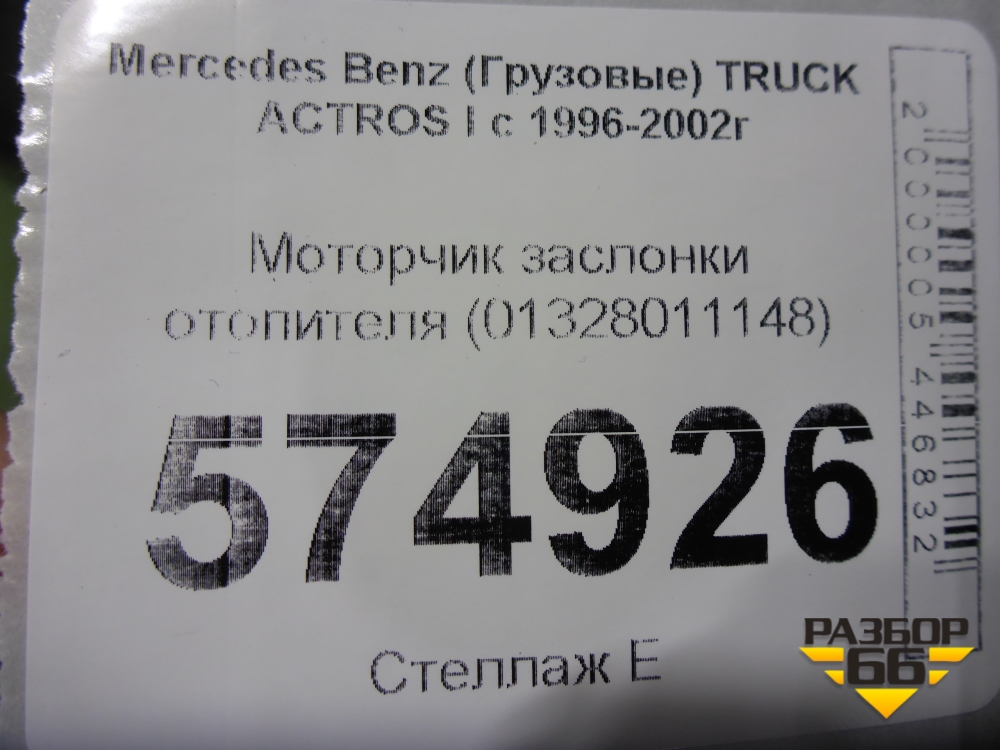 Mercedes Benz (Грузовые) TRUCK
ACTROS I с 1996-2002г
Моторчик заслонки
отопителя (01328011148)
574926
Стеллаж Е
2000005446832
РАЗБОР
66